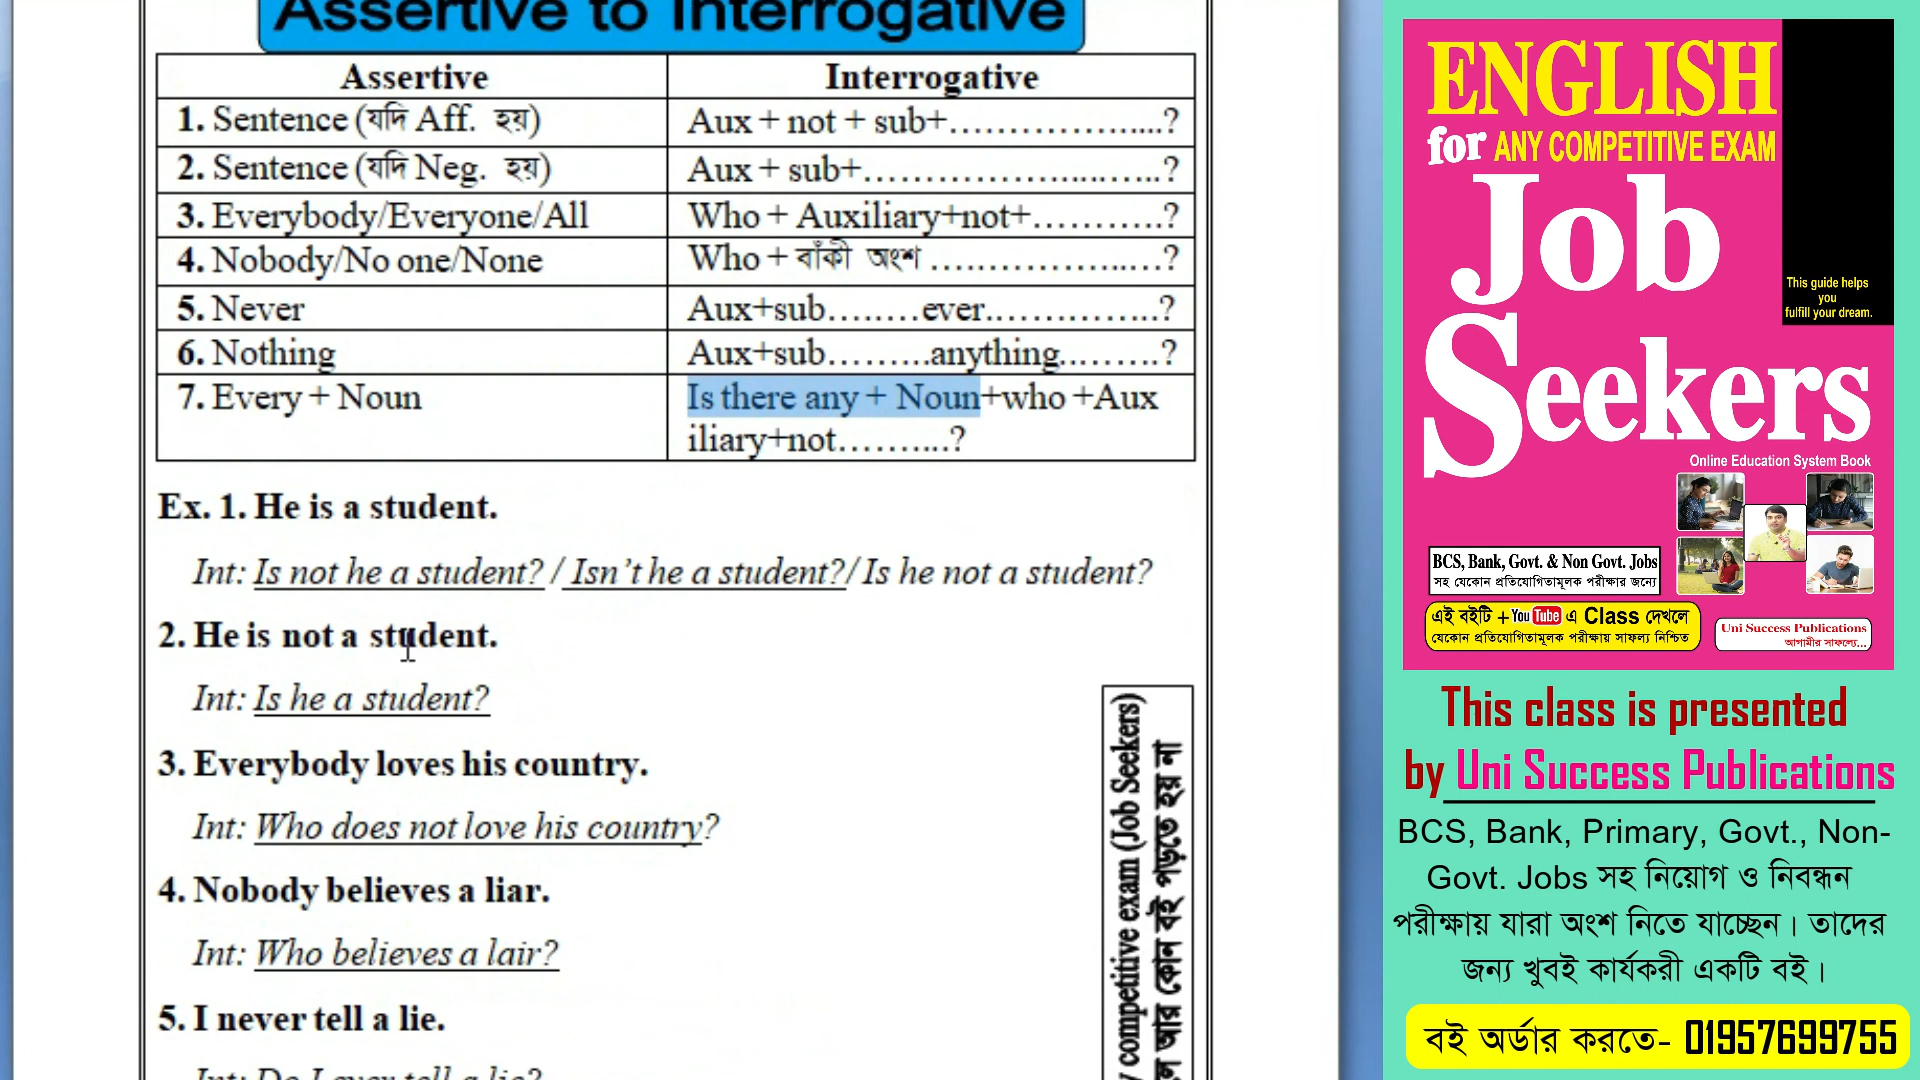 Assertive to Interrogative
Assertive Interrogative
1. Sentence (যদি Aff. হয়) Aux + not + sub+......................?
2. Sentence (যদি Neg. হয়) Aux + sub+..............................?
3. Everybody/Everyone/All Who + Auxiliary+not+............?
4. Nobody/No one/None Who + বাঁকী অংশ ......................?
5. Never Aux+sub.........ever.................?
6. Nothing Aux+sub..........anything..........?
7. Every + Noun Is there any + Noun+who +Aux
iliary+not............?
Ex. 1. He is a student.
Int: Is not he a student? / Isn't he a student?/ Is he not a student?
2. He is not a student.
Int: Is he a student?
3. Everybody loves his country.
Int: Who does not love his country?
4. Nobody believes a liar.
Int: Who believes a lair?
5. I never tell a lie.
Int: Do I ever tell a lie?
competitive exam (Job Seekers)
আর কোন বই পড়তে হয় না
ENGLISH
for ANY COMPETITIVE EXAM
Job
Seekers
This guide helps
you
fulfill your dream.
Online Education System Book
BCS, Bank, Govt. & Non Govt. Jobs
সহ যেকোন প্রতিযোগিতামূলক পরীক্ষার জন্যে
এই বইটি + YouTube এ Class দেখলে
যেকোন প্রতিযোগিতামূলক পরীক্ষায় সাফল্য নিশ্চিত
Uni Success Publications
আগামীর সাফল্যে...
This class is presented
by Uni Success Publications
BCS, Bank, Primary, Govt., Non-
Govt. Jobs সহ নিয়োগ ও নিবন্ধন
পরীক্ষায় যারা অংশ নিতে যাচ্ছেন। তাদের
জন্য খুবই কার্যকরী একটি বই।
বই অর্ডার করতে- 01957699755